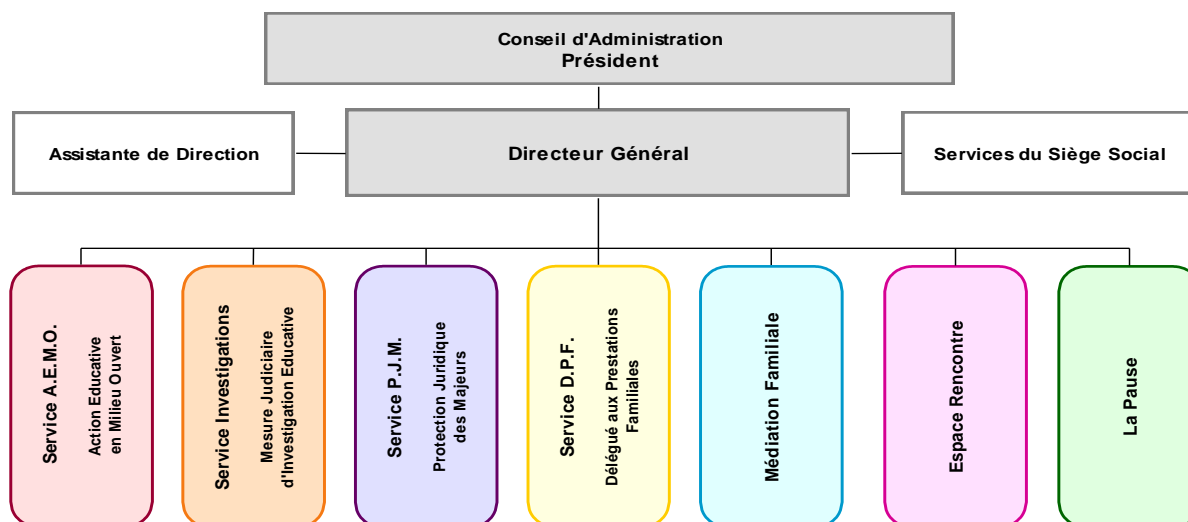 Conseil d'Administration
Président
Assistante de Direction
Directeur Général
Services du Siège Social
Service A.E.M.O.
Action Educative
en Milieu Ouvert
Service Investigations
Mesure Judiciaire
d'Investigation Educative
Service P.J.M.
Protection Juridique
des Majeurs
Service D.P.F.
Délégué aux Prestations
Familiales
Médiation Familiale
Espace Rencontre
La Pause